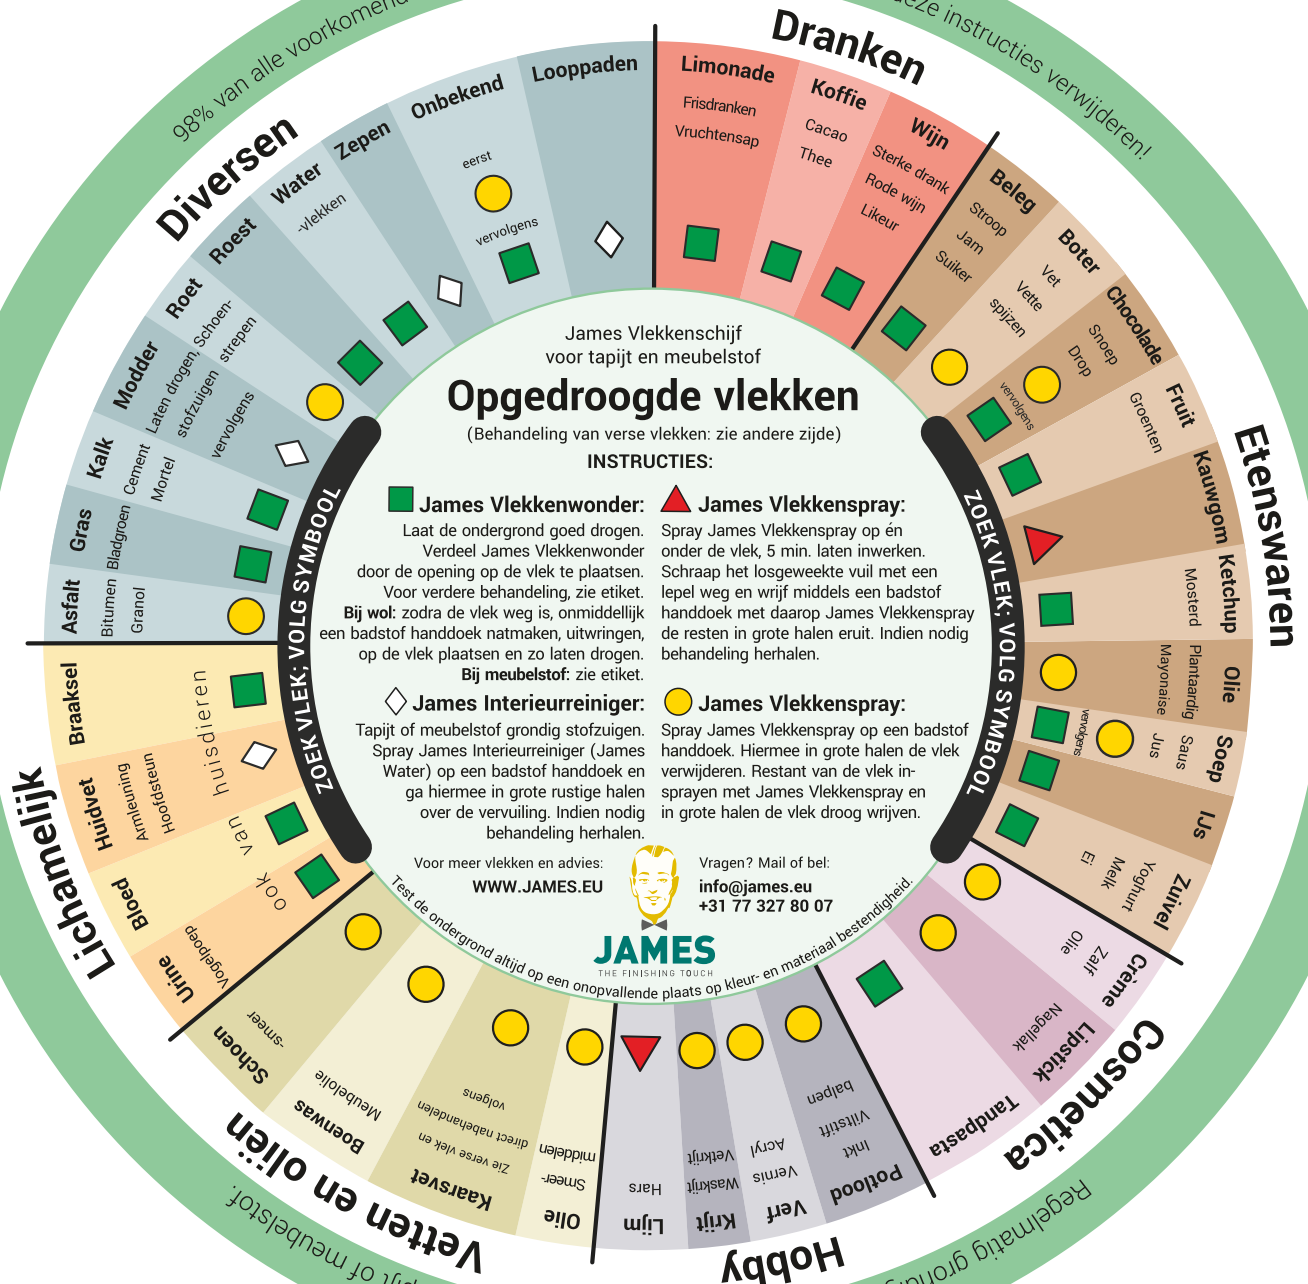 98% van alle voorkomend
deze instructies verwijderen!
Dranken
Limonade
Frisdranken
Vruchtensap
Koffie
Cacao
Thee
Wijn
Sterke drank
Rode wijn
Likeur
Etenswaren
Beleg
Stroop
Jam
Suiker
Boter
Vet
Vette
spijzen
Chocolade
Snoep
Drop
vervolgens
Fruit
Groenten
Kauwgom
Ketchup
Mosterd
Olie
Plantaardig
Mayonaise
Soep
Saus
Jus
vervolgens
IJs
Zuivel
Yoghurt
Melk
Ei
Cosmetica
Crème
Zalf
Olie
Lipstick
Nagellak
Tandpasta
Hobby
Potlood
Inkt
Viltstift
balpen
Verf
Vernis
Acryl
Krijt
Waskrijt
Vetkrijt
Lijm
Hars
Vetten en oliën
Olie
Smeer-
middelen
Kaarsvet
Zie verse vlek en
direct nabehandelen
volgens
Boenwas
Meubelolie
Schoen
-smeer
Lichamelijk
Urine
Vogelpoep
Bloed
Huidvet
Armleuning
Hoofdsteun
Braaksel
ook van huisdieren
Diversen
Asfalt
Bitumen
Granol
Gras
Bladgroen
Kalk
Cement
Mortel
Modder
Laten drogen,
stofzuigen
vervolgens
Roet
Schoen-
strepen
Roest
Water
-vlekken
Zepen
Onbekend
eerst
vervolgens
Looppaden
James Vlekkenschijf
voor tapijt en meubelstof
Opgedroogde vlekken
(Behandeling van verse vlekken: zie andere zijde)
INSTRUCTIES:
James Vlekkenwonder:
Laat de ondergrond goed drogen.
Verdeel James Vlekkenwonder
door de opening op de vlek te plaatsen.
Voor verdere behandeling, zie etiket.
Bij wol: zodra de vlek weg is, onmiddellijk
een badstof handdoek natmaken, uitwringen,
op de vlek plaatsen en zo laten drogen.
Bij meubelstof: zie etiket.
James Vlekkenspray:
Spray James Vlekkenspray op én
onder de vlek, 5 min. laten inwerken.
Schraap het losgeweekte vuil met een
lepel weg en wrijf middels een badstof
handdoek met daarop James Vlekkenspray
de resten in grote halen eruit. Indien nodig
behandeling herhalen.
James Interieurreiniger:
Tapijt of meubelstof grondig stofzuigen.
Spray James Interieurreiniger (James
Water) op een badstof handdoek en
ga hiermee in grote rustige halen
over de vervuiling. Indien nodig
behandeling herhalen.
James Vlekkenspray:
Spray James Vlekkenspray op een badstof
handdoek. Hiermee in grote halen de vlek
verwijderen. Restant van de vlek in-
sprayen met James Vlekkenspray en
in grote halen de vlek droog wrijven.
Voor meer vlekken en advies:
WWW.JAMES.EU
Vragen? Mail of bel:
info@james.eu
+31 77 327 80 07
JAMES
THE FINISHING TOUCH
Test de ondergrond altijd op een onopvallende plaats op kleur- en materiaal bestendigheid.
ZOEK VLEK; VOLG SYMBOOL
ZOEK VLEK; VOLG SYMBOOL
Regelmatig grondig
of meubelstof.